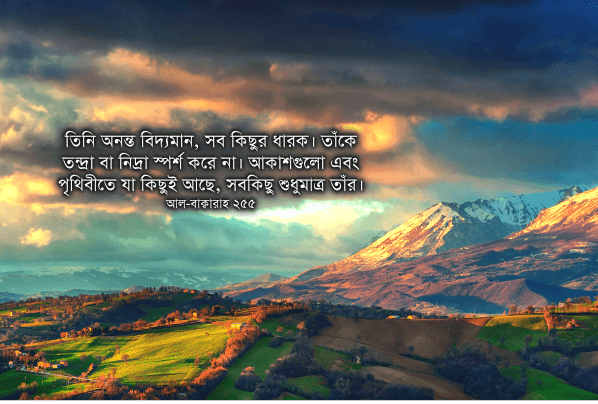 তিনি অনন্ত বিদ্যমান, সব কিছুর ধারক। তাঁকে
তন্দ্রা বা নিদ্রা স্পর্শ করে না। আকাশগুলো এবং
পৃথিবীতে যা কিছুই আছে, সবকিছু শুধুমাত্র তাঁর।
আল-বাক্বারাহ ২৫৫